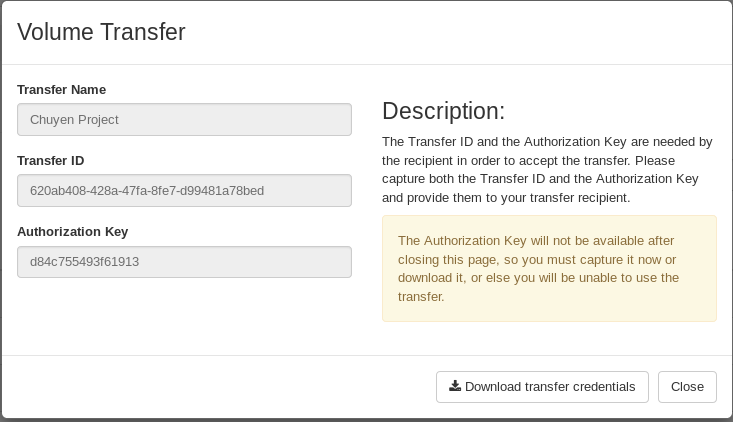 Volume Transfer
Transfer Name
Chuyen Project
Transfer ID
620ab408-428a-47fa-8fe7-d99481a78bed
Authorization Key
d84c755493f61913
Description:
The Transfer ID and the Authorization Key are needed by
the recipient in order to accept the transfer. Please
capture both the Transfer ID and the Authorization Key
and provide them to your transfer recipient.
The Authorization Key will not be available after
closing this page, so you must capture it now or
download it, or else you will be unable to use the
transfer.
Download transfer credentials
Close